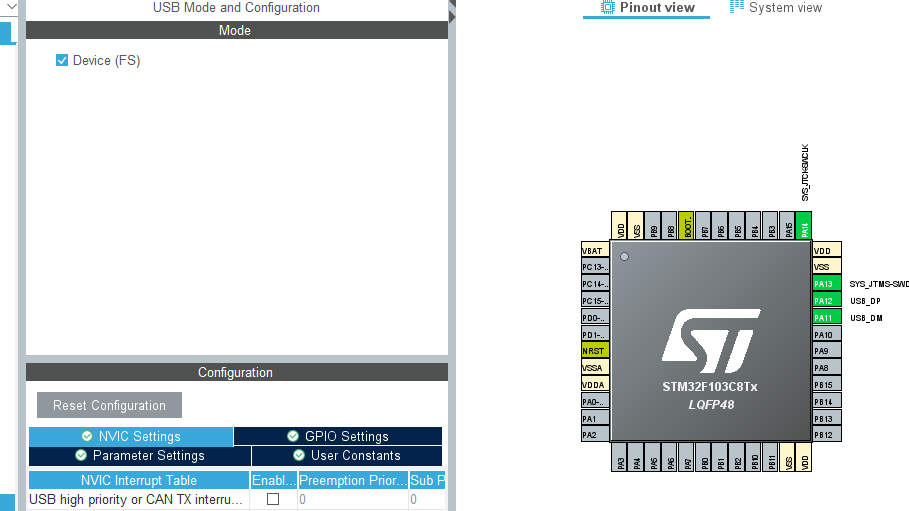 USB Mode and Configuration
Mode
Device (FS)
Configuration
Reset Configuration
NVIC Settings
GPIO Settings
Parameter Settings
User Constants
NVIC Interrupt Table
Enabl...
Preemption Prior...
Sub P
USB high priority or CAN TX interru...
0
0
Pinout view
System view
SYS_JTCK-SWCLK
VDD
VSS
PB9
PB8
BOOT..
PB7
PB6
PB5
PB4
PB3
PA15
PA14
VBAT
PC13-..
PC14-..
PC15-..
PD0-..
PD1-..
NRST
VSSA
VDDA
PA0-..
PA1
PA2
VDD
VSS
PA13
SYS_JTMS-SWD
PA12
USB_DP
PA11
USB_DM
PA10
PA9
PA8
PB15
PB14
PB13
PB12
STM32F103C8Tx
LQFP48
PA3
PA4
PA5
PA6
PA7
PB0
PB1
PB2
PB10
PB11
VSS
VDD